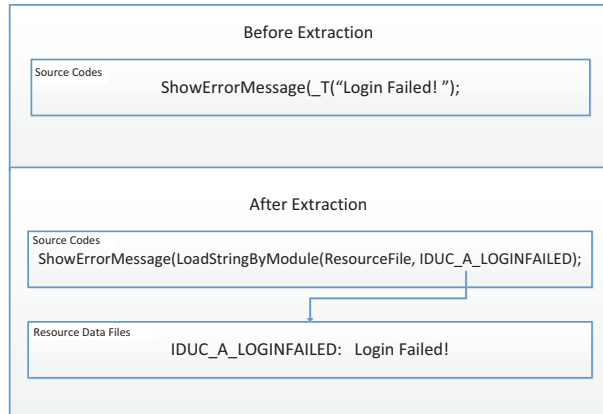 Before Extraction
Source Codes
ShowErrorMessage(_T(“Login Failed! ”);
After Extraction
Source Codes
ShowErrorMessage(LoadStringByModule(ResourceFile, IDUC_A_LOGINFAILED);
Resource Data Files
IDUC_A_LOGINFAILED: Login Failed!